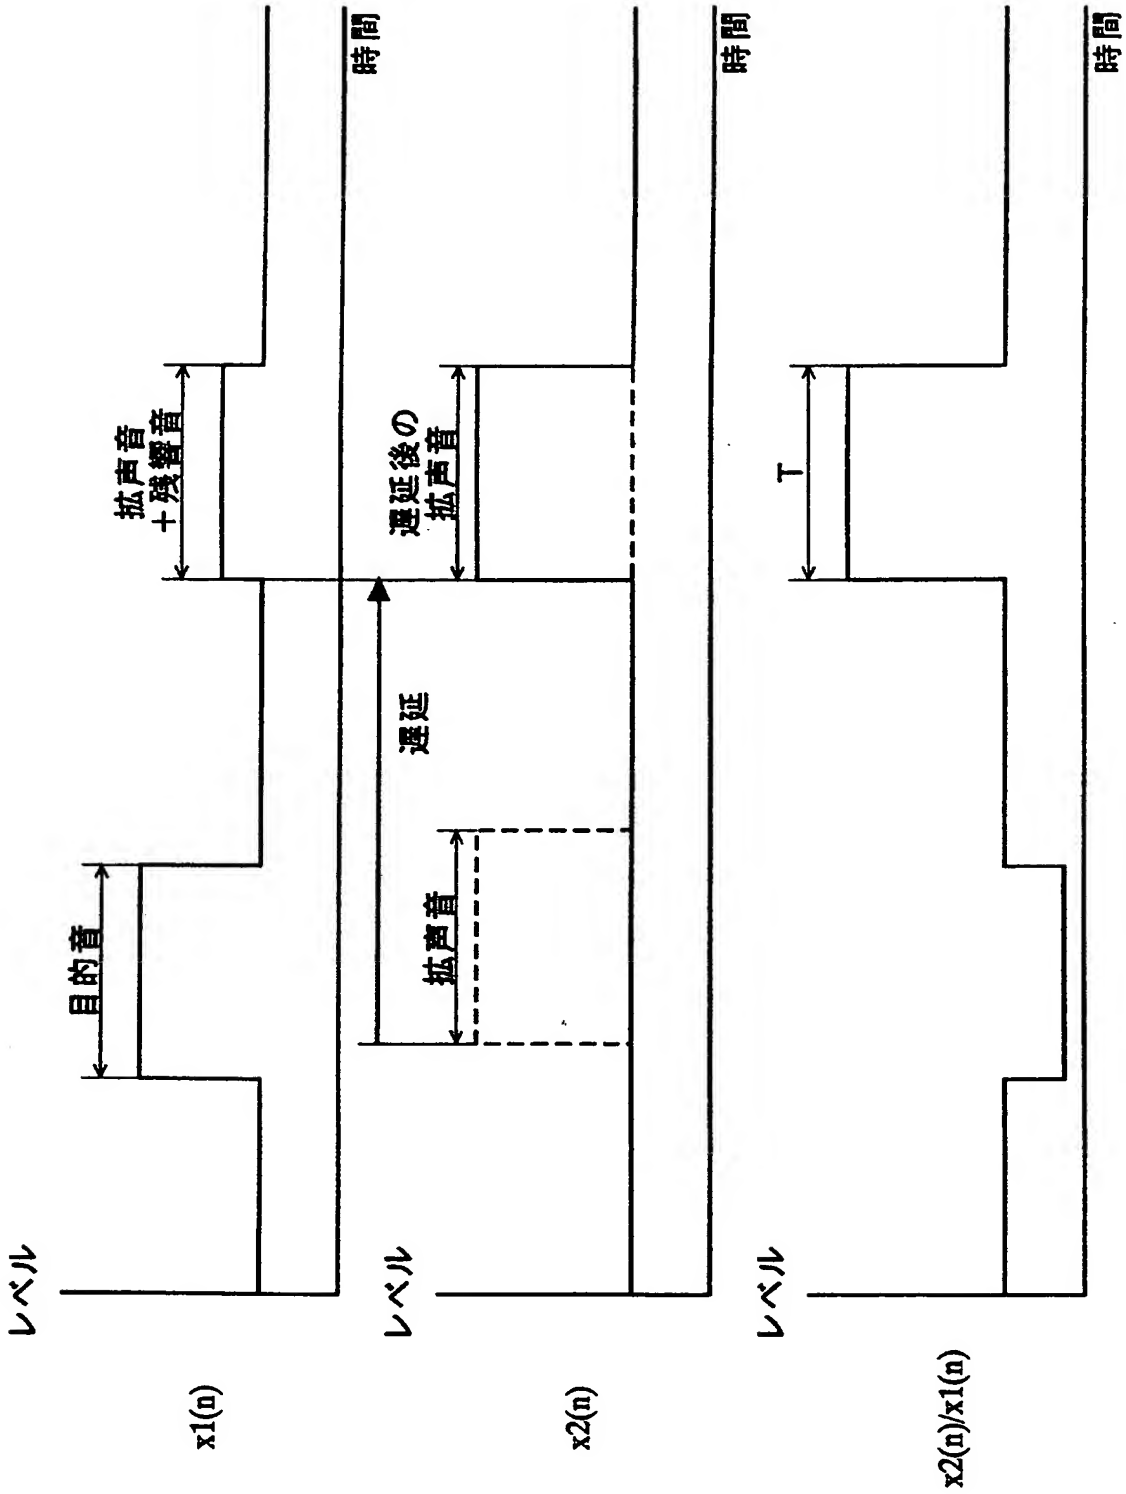 レベル
x1(n)
目的音
拡声音
+残響音
時間
レベル
x2(n)
拡声音
遅延
遅延後の
拡声音
時間
レベル
x2(n)/x1(n)
T
時間